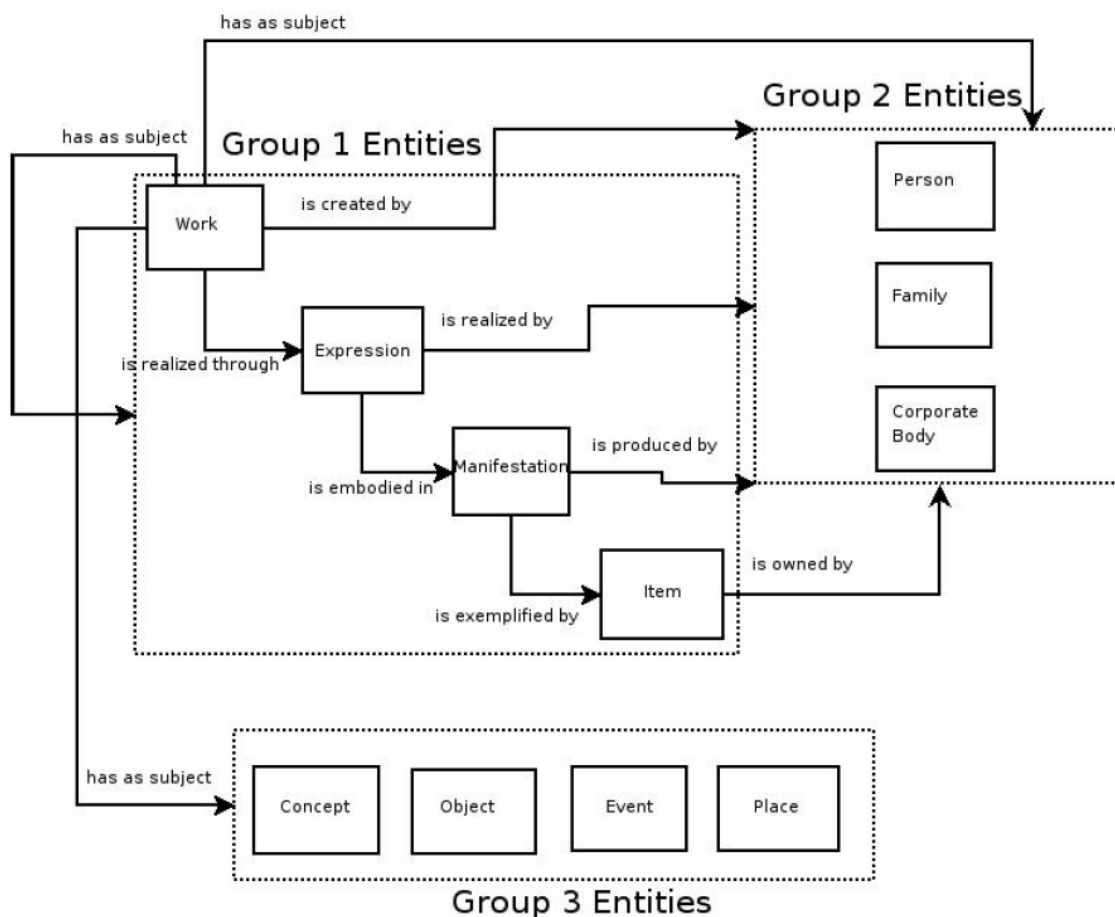 has as subject
Group 2 Entities
has as subject
Group 1 Entities
Person
Work
is created by
Family
is realized by
Expression
is realized through
Corporate
Body
is produced by
Manifestation
is embodied in
is owned by
Item
is exemplified by
has as subject
Concept
Object
Event
Place
Group 3 Entities